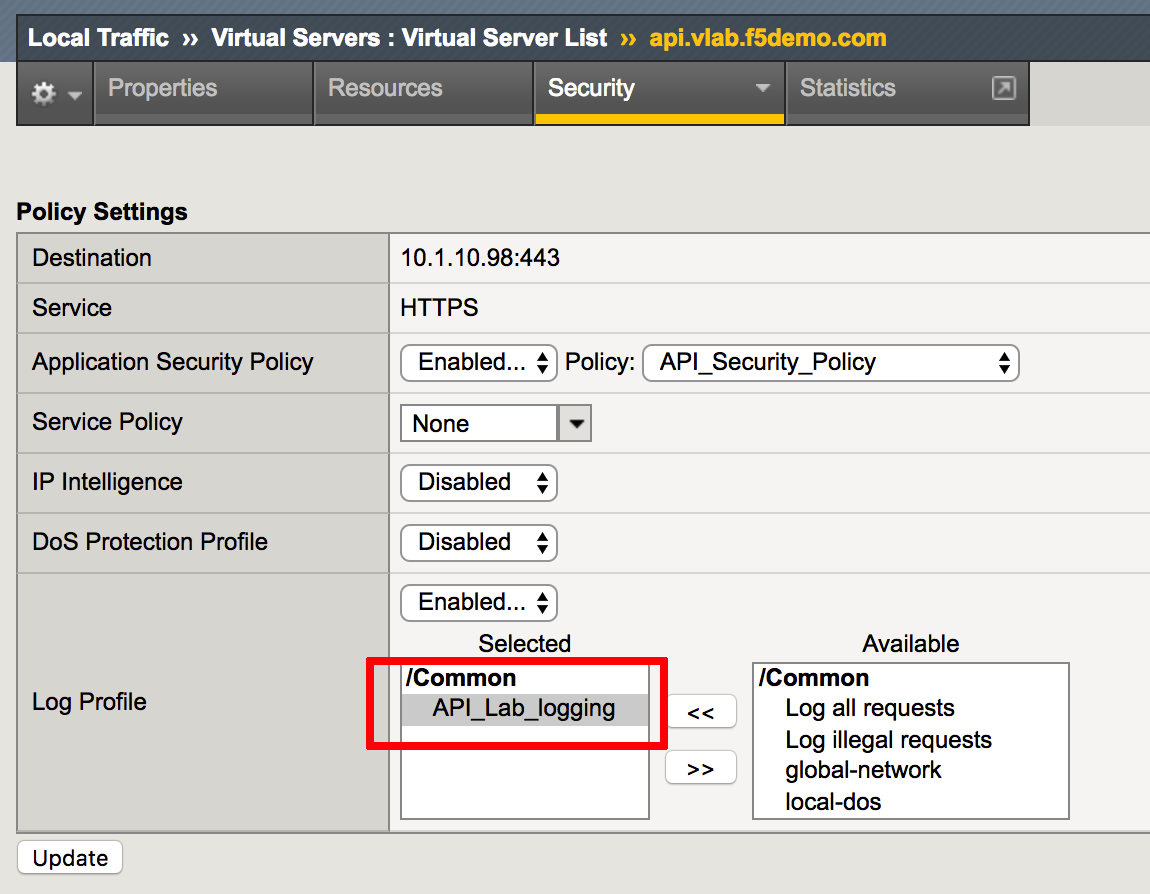 Local Traffic ›› Virtual Servers : Virtual Server List ›› api.vlab.f5demo.com
Properties Resources Security Statistics
Policy Settings
Destination 10.1.10.98:443
Service HTTPS
Application Security Policy Enabled... Policy: API_Security_Policy
Service Policy None
IP Intelligence Disabled
DoS Protection Profile Disabled
Enabled...
Selected Available
/Common /Common
Log Profile API_Lab_logging << Log all requests
Log illegal requests
>> global-network
local-dos
Update